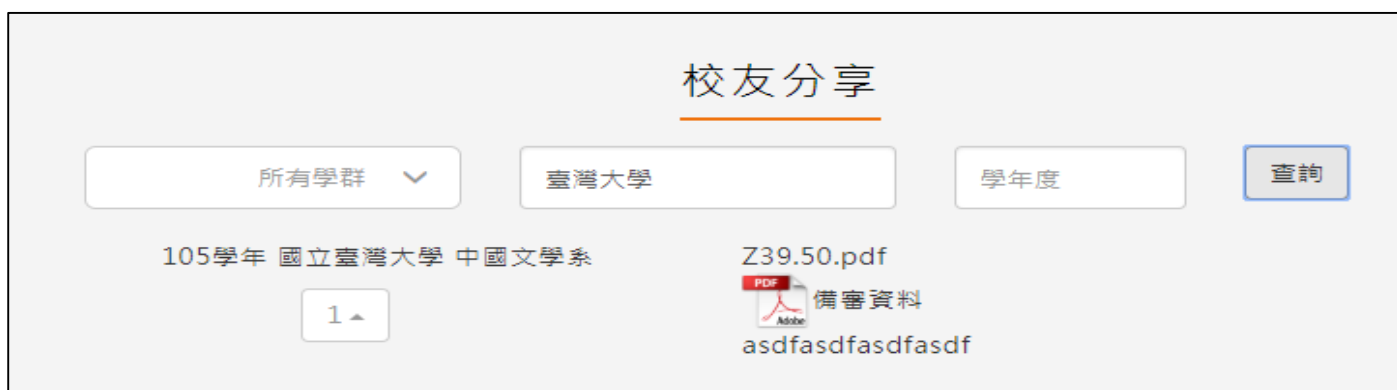 校友分享
所有學群
臺灣大學
學年度
查詢
105學年 國立臺灣大學 中國文學系
Z39.50.pdf
PDF
Adobe
備審資料
asdfasdfasdfasdf
1